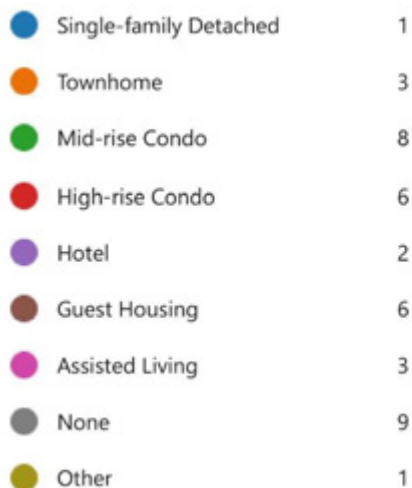 Single-family Detached 1
Townhome 3
Mid-rise Condo 8
High-rise Condo 6
Hotel 2
Guest Housing 6
Assisted Living 3
None 9
Other 1